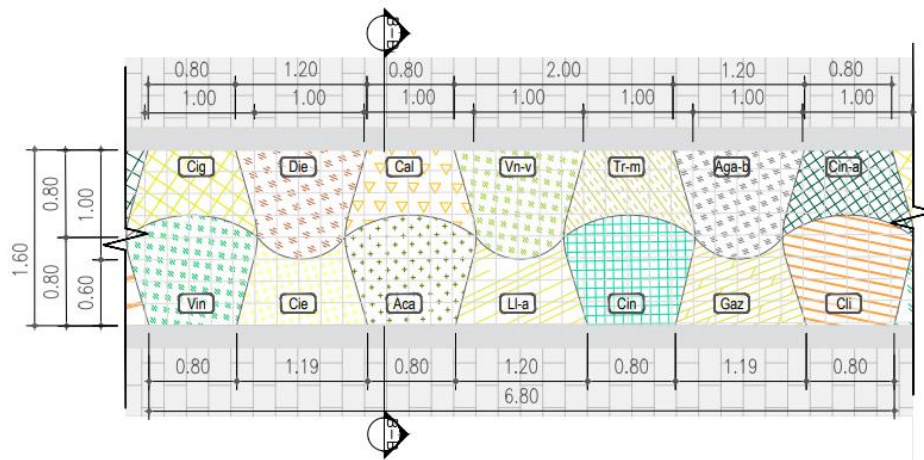 B-B'
0.80 1.20 0.80 2.00 1.20 0.80
1.00 1.00 1.00 1.00 1.00 1.00 1.00
Cig Die Cal Vn-v Tr-m Aga-b Cin-a
1.60 0.80 0.80 1.00 0.60
Vin Cie Aca Ll-a Cin Gaz Cli
0.80 1.19 0.80 1.20 0.80 1.19 0.80
6.80
B-B'